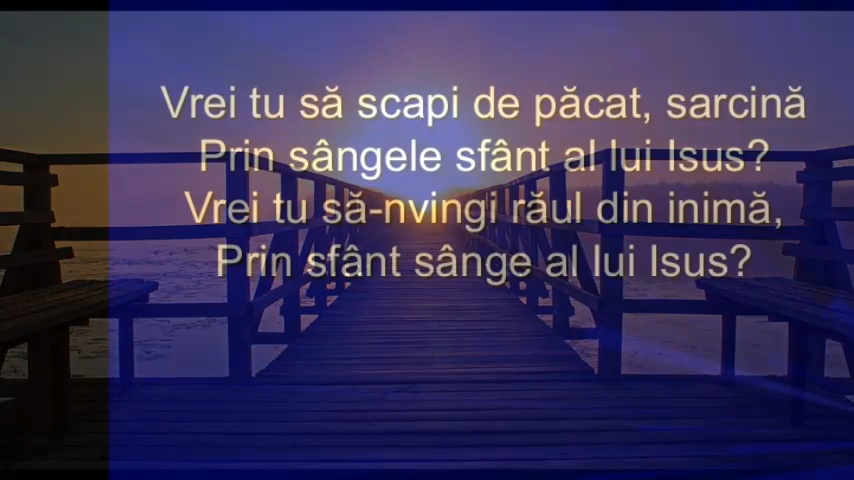 Vrei tu să scapi de păcat, sarcină
Prin sângele sfânt al lui Isus?
Vrei tu să-nvingi răul din inimă,
Prin sfânt sânge al lui Isus?